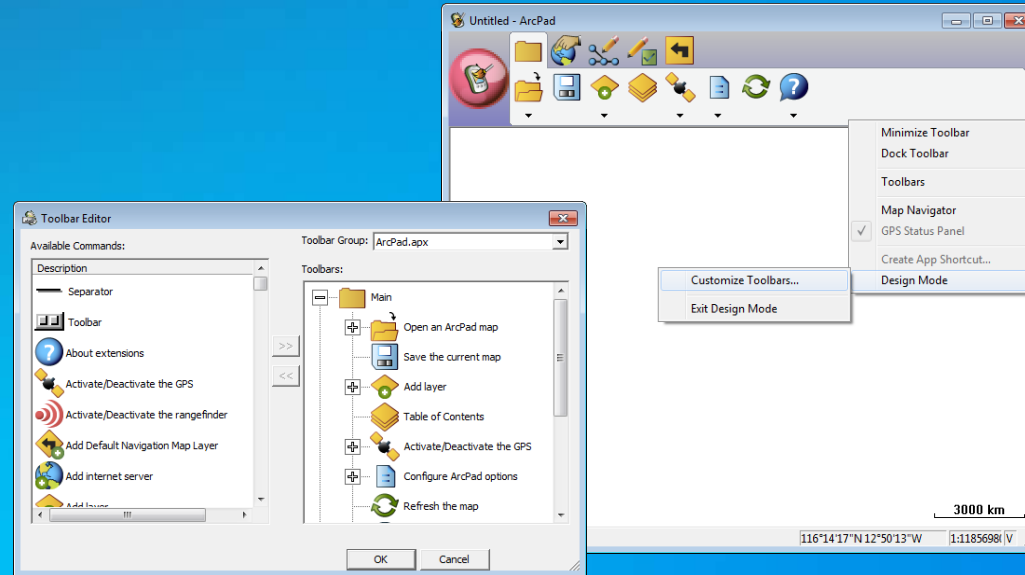 Untitled - ArcPad
Minimize Toolbar
Dock Toolbar
Toolbars
Map Navigator
GPS Status Panel
Create App Shortcut...
Design Mode
Customize Toolbars...
Exit Design Mode
3000 km
116°14'17"N 12°50'13"W
1:1185698(
V
Toolbar Editor
Available Commands:
Description
Separator
Toolbar
About extensions
Activate/Deactivate the GPS
Activate/Deactivate the rangefinder
Add Default Navigation Map Layer
Add internet server
Add layer
>>
<<
Toolbar Group:
ArcPad.apx
Toolbars:
Main
Open an ArcPad map
Save the current map
Add layer
Table of Contents
Activate/Deactivate the GPS
Configure ArcPad options
Refresh the map
OK
Cancel